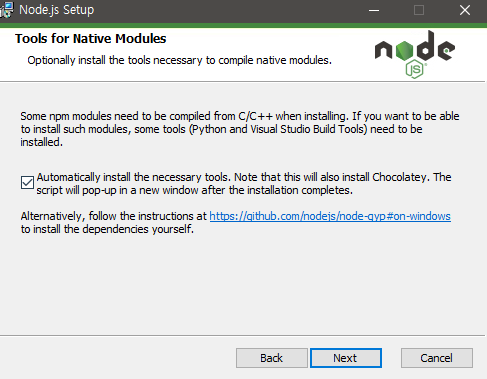 Node.js Setup
Tools for Native Modules
Optionally install the tools necessary to compile native modules.
node
JS
Some npm modules need to be compiled from C/C++ when installing. If you want to be able
to install such modules, some tools (Python and Visual Studio Build Tools) need to be
installed.
Automatically install the necessary tools. Note that this will also install Chocolatey. The
script will pop-up in a new window after the installation completes.
Alternatively, follow the instructions at https://github.com/nodejs/node-gyp#on-windows
to install the dependencies yourself.
Back
Next
Cancel